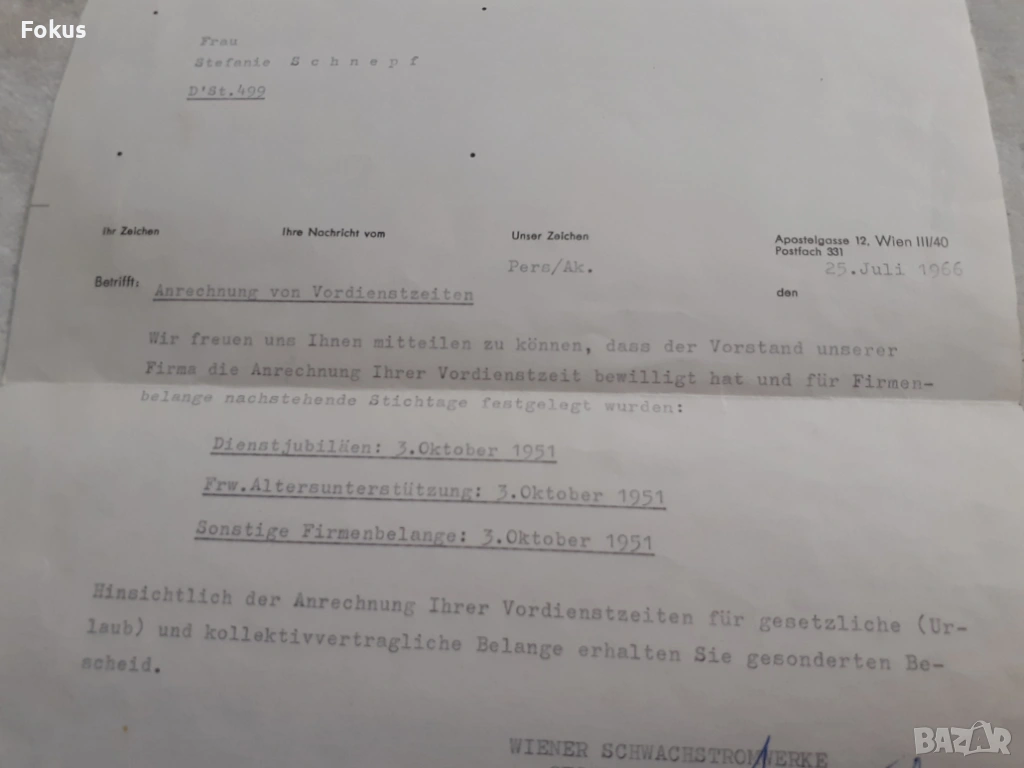 Fokus
Frau
Stefanie Schnepf
D'St.499
Ihr Zeichen
Ihre Nachricht vom
Unser Zeichen
Apostelgasse 12, Wien III/40
Postfach 331
Pers/Ak.
25.Juli 1966
Betrifft:
Anrechnung von Vordienstzeiten
den
Wir freuen uns Ihnen mitteilen zu können, dass der Vorstand unserer
Firma die Anrechnung Ihrer Vordienstzeit bewilligt hat und für Firmen-
belange nachstehende Stichtage festgelegt wurden:
Dienstjubiläen: 3.Oktober 1951
Frw.Altersunterstützung: 3.Oktober 1951
Sonstige Firmenbelange: 3.Oktober 1951
Hinsichtlich der Anrechnung Ihrer Vordienstzeiten für gesetzliche (Ur-
laub) und kollektivvertragliche Belange erhalten Sie gesonderten Be-
scheid.
WIENER SCHWACHSTROMWERKE
BAZAR